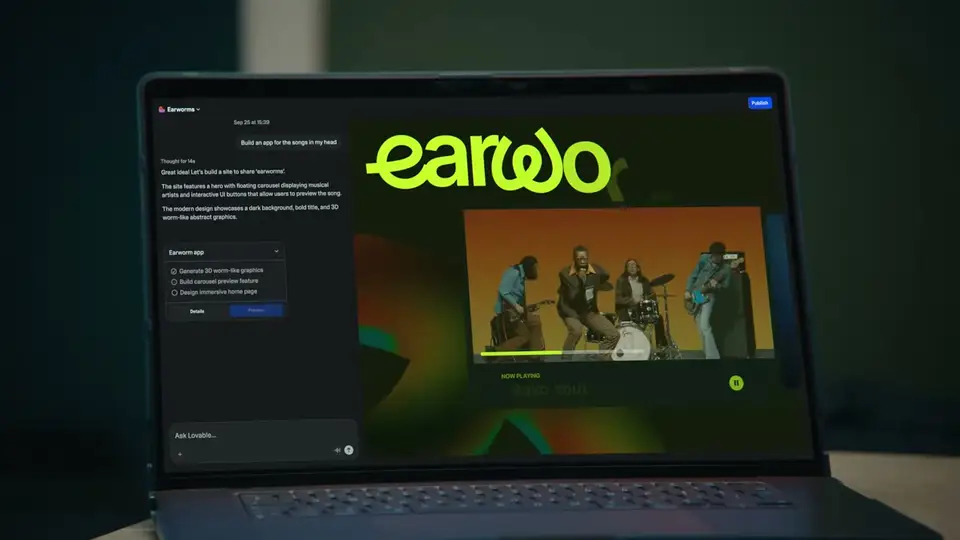 Earworms
Publish
Sep 25 at 15:39
Build an app for the songs in my head
Thought for 14s
Great idea! Let's build a site to share 'earworms'.
The site features a hero with floating carousel displaying musical
artists and interactive UI buttons that allow users to preview the song.
The modern design showcases a dark background, bold title, and 3D
worm-like abstract graphics.
Earworm app
Generate 3D worm-like graphics
Build carousel preview feature
Design immersive home page
Details
Preview
Ask Lovable...
earwor
NOW PLAYING